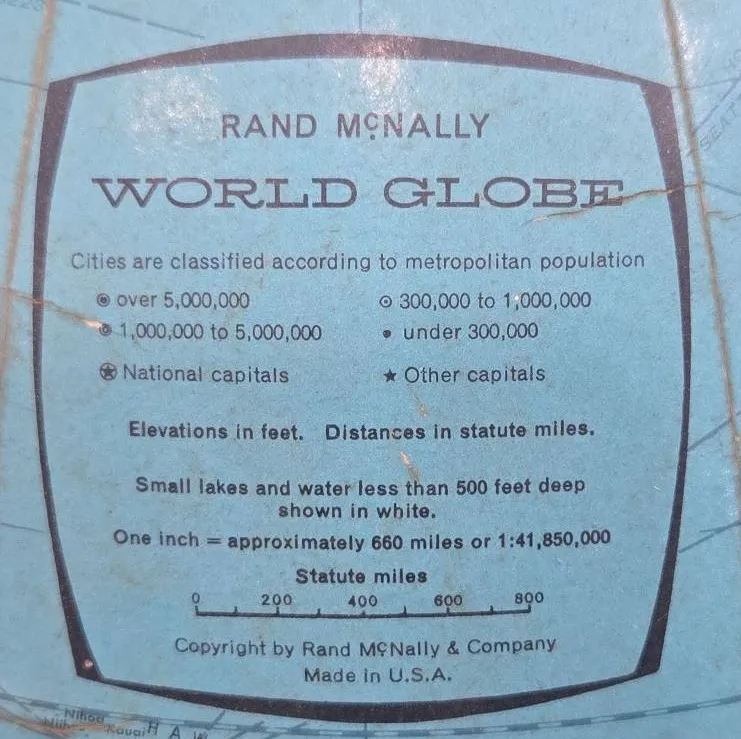 RAND McNALLY
WORLD GLOBE
Cities are classified according to metropolitan population
over 5,000,000
300,000 to 1,000,000
1,000,000 to 5,000,000
under 300,000
National capitals
Other capitals
Elevations in feet. Distances in statute miles.
Small lakes and water less than 500 feet deep
shown in white.
One inch = approximately 660 miles or 1:41,850,000
Statute miles
0 200 400 600 800
Copyright by Rand McNally & Company
Made in U.S.A.
Nihoa
Kauai H A